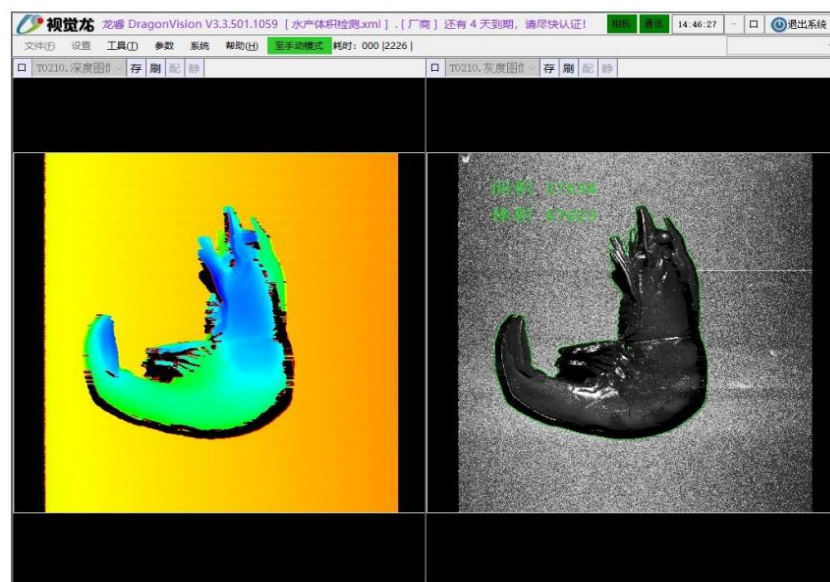 视觉龙 龙睿 DragonVision V3.3.501.1059 [ 水产体积检测.xml ] . [ 厂商 ] 还有 4 天到期，请尽快认证！ 相机 通讯 14:46:27 - 口 退出系统
文件(F) 设置 工具(T) 参数 系统 帮助(H) 至手动模式 耗时：000 |2226 |
口 T0210.深度图 存 刷 配 静
口 T0210.灰度图 存 刷 配 静